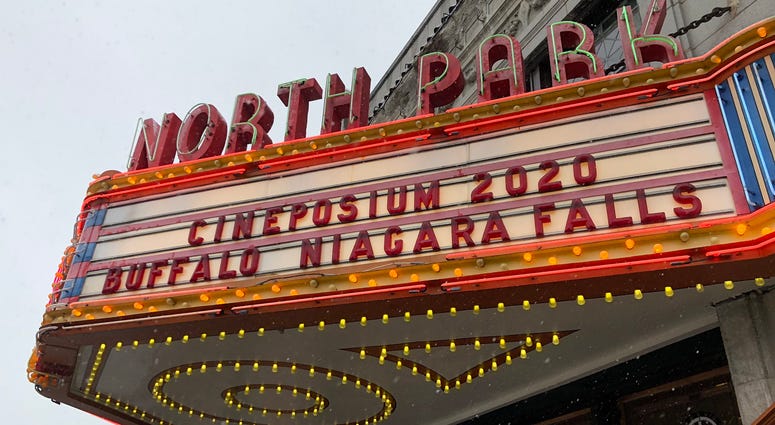 NORTH PARK
CINEPOSIUM 2020
BUFFALO NIAGARA FALLS